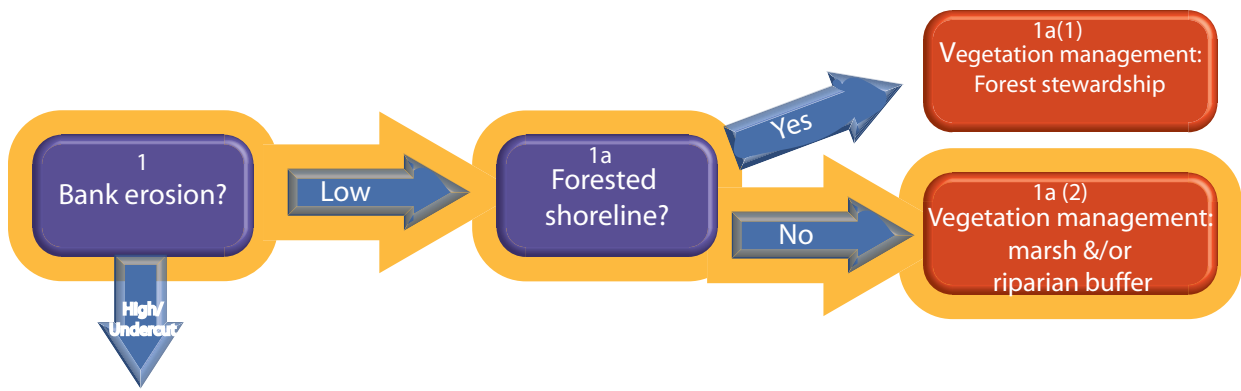 1
Bank erosion?
High/
Undercut
Low
1a
Forested
shoreline?
Yes
No
1a(1)
Vegetation management:
Forest stewardship
1a (2)
Vegetation management:
marsh &/or
riparian buffer